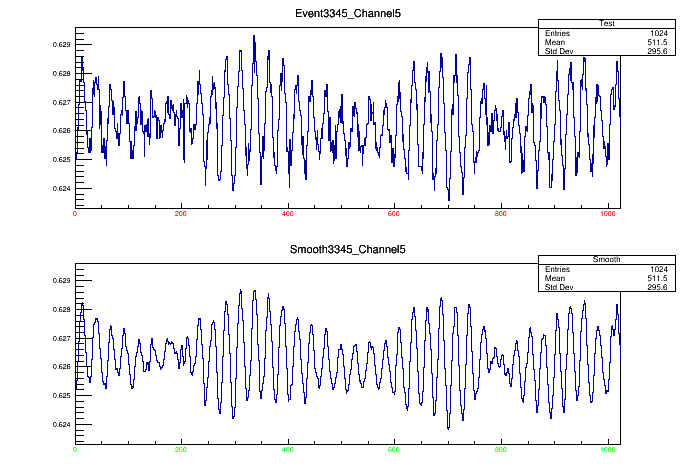 Event3345_Channel5
Test
Entries 1024
Mean 511.5
Std Dev 295.6
0.629
0.628
0.627
0.626
0.625
0.624
0 200 400 600 800 1000
Smooth3345_Channel5
Smooth
Entries 1024
Mean 511.5
Std Dev 295.6
0.629
0.628
0.627
0.626
0.625
0.624
0 200 400 600 800 1000